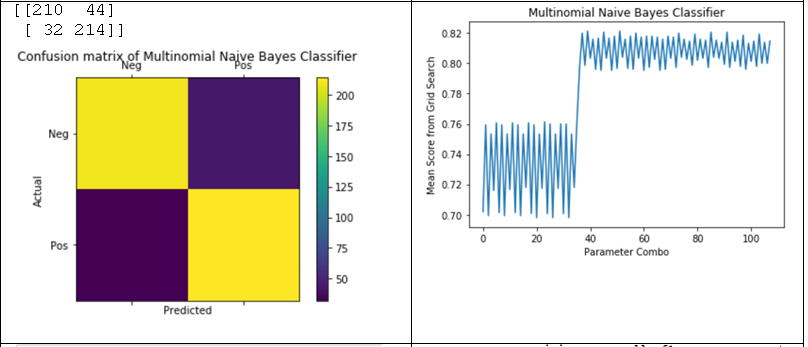 [[210 44]
[ 32 214]]
Confusion matrix of Multinomial Naive Bayes Classifier
Neg Pos
Neg
Pos
Actual
Predicted
200
175
150
125
100
75
50
Multinomial Naive Bayes Classifier
Mean Score from Grid Search
0.82
0.80
0.78
0.76
0.74
0.72
0.70
0 20 40 60 80 100
Parameter Combo